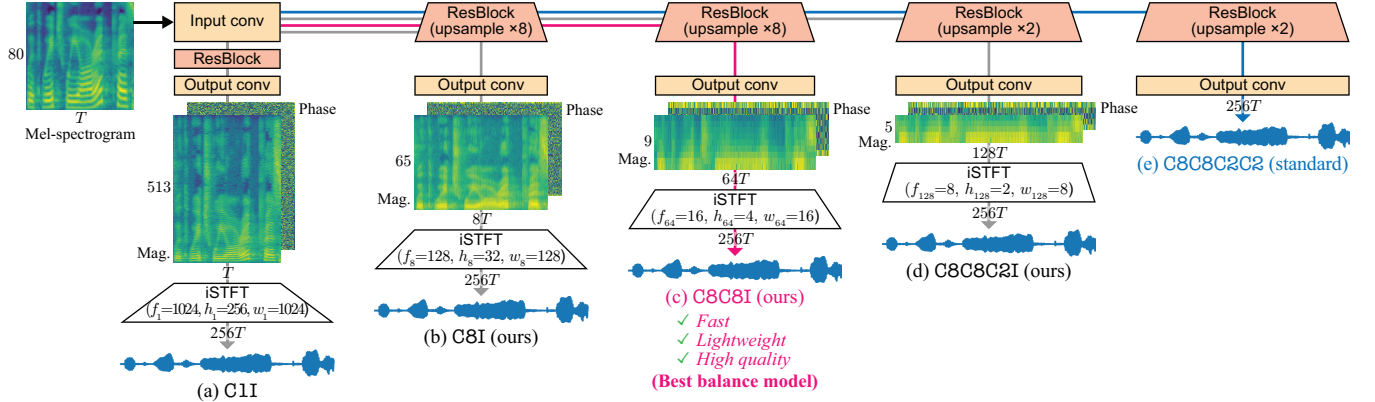 80
T
Mel-spectrogram
Input conv
ResBlock
Output conv
Phase
513
Mag.
T
iSTFT
(f₁=1024, h₁=256, w₁=1024)
256T
(a) C1I
ResBlock
(upsample ×8)
Output conv
Phase
65
Mag.
8T
iSTFT
(f₈=128, h₈=32, w₈=128)
256T
(b) C8I (ours)
ResBlock
(upsample ×8)
Output conv
Phase
9
Mag.
64T
iSTFT
(f₆₄=16, h₆₄=4, w₆₄=16)
256T
(c) C8C8I (ours)
✓ Fast
✓ Lightweight
✓ High quality
(Best balance model)
ResBlock
(upsample ×2)
Output conv
Phase
5
Mag.
128T
iSTFT
(f₁₂₈=8, h₁₂₈=2, w₁₂₈=8)
256T
(d) C8C8C2I (ours)
ResBlock
(upsample ×2)
Output conv
256T
(e) C8C8C2C2 (standard)